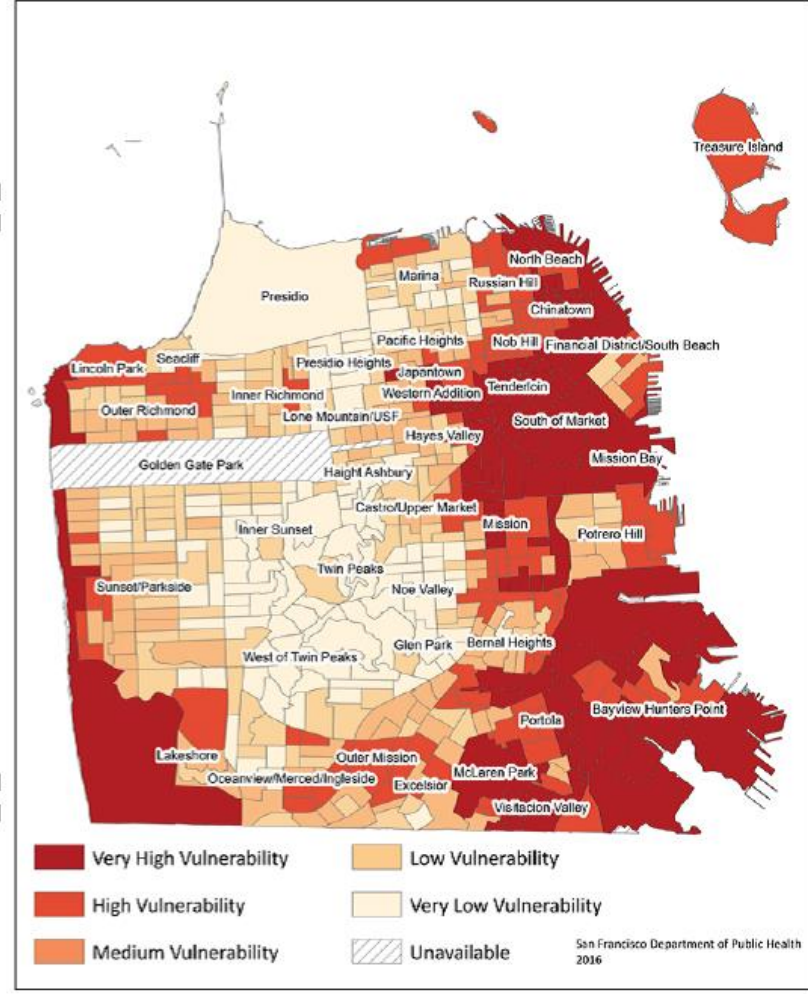 Treasure Island
North Beach
Marina
Russian Hill
Presidio
Chinatown
Pacific Heights
Nob Hill
Financial District/South Beach
Seacliff
Presidio Heights
Lincoln Park
Japantown
Tenderloin
Inner Richmond
Western Addition
Outer Richmond
Lone Mountain/USF
South of Market
Hayes Valley
Mission Bay
Golden Gate Park
Haight Ashbury
Castro/Upper Market
Mission
Inner Sunset
Potrero Hill
Twin Peaks
Sunset/Parkside
Noe Valley
Glen Park
Bernal Heights
West of Twin Peaks
Bayview Hunters Point
Portola
Lakeshore
Outer Mission
McLaren Park
Oceanview/Merced/Ingleside
Excelsior
Visitacion Valley
Very High Vulnerability
High Vulnerability
Medium Vulnerability
Low Vulnerability
Very Low Vulnerability
Unavailable
San Francisco Department of Public Health
2016